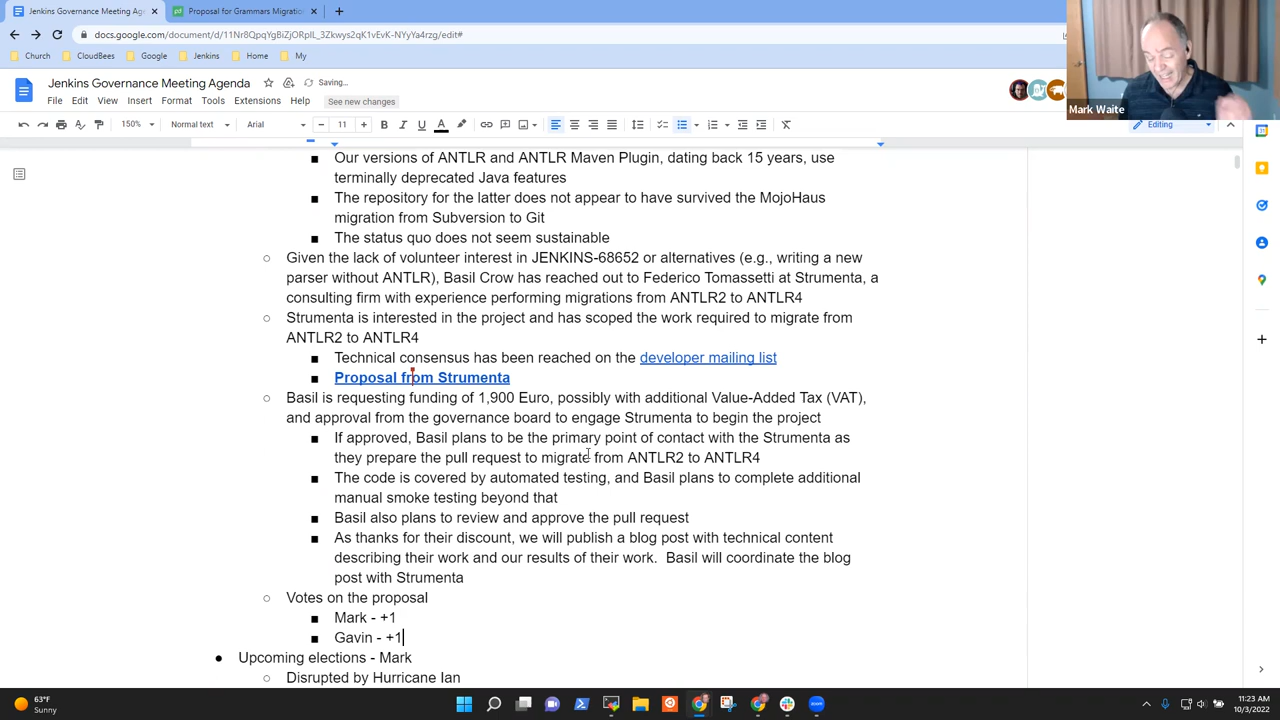 Jenkins Governance Meeting Age
Proposal for Grammars Migratio
docs.google.com/document/d/11Nr8QpqYgBiZjORpIL_3Zkwys2qK1vEvK-NYyYa4rzg/edit#
Church
CloudBees
Google
Jenkins
Home
My
Jenkins Governance Meeting Agenda
Saving...
File Edit View Insert Format Tools Extensions Help See new changes
Mark Waite
150% Normal text Arial 11 B I U A Editing
■ Our versions of ANTLR and ANTLR Maven Plugin, dating back 15 years, use
terminally deprecated Java features
■ The repository for the latter does not appear to have survived the MojoHaus
migration from Subversion to Git
■ The status quo does not seem sustainable
○ Given the lack of volunteer interest in JENKINS-68652 or alternatives (e.g., writing a new
parser without ANTLR), Basil Crow has reached out to Federico Tomassetti at Strumenta, a
consulting firm with experience performing migrations from ANTLR2 to ANTLR4
○ Strumenta is interested in the project and has scoped the work required to migrate from
ANTLR2 to ANTLR4
■ Technical consensus has been reached on the developer mailing list
■ Proposal from Strumenta
○ Basil is requesting funding of 1,900 Euro, possibly with additional Value-Added Tax (VAT),
and approval from the governance board to engage Strumenta to begin the project
■ If approved, Basil plans to be the primary point of contact with the Strumenta as
they prepare the pull request to migrate from ANTLR2 to ANTLR4
■ The code is covered by automated testing, and Basil plans to complete additional
manual smoke testing beyond that
■ Basil also plans to review and approve the pull request
■ As thanks for their discount, we will publish a blog post with technical content
describing their work and our results of their work.  Basil will coordinate the blog
post with Strumenta
○ Votes on the proposal
■ Mark - +1
■ Gavin - +1
● Upcoming elections - Mark
○ Disrupted by Hurricane Ian
63°F
Sunny
11:23 AM
10/3/2022